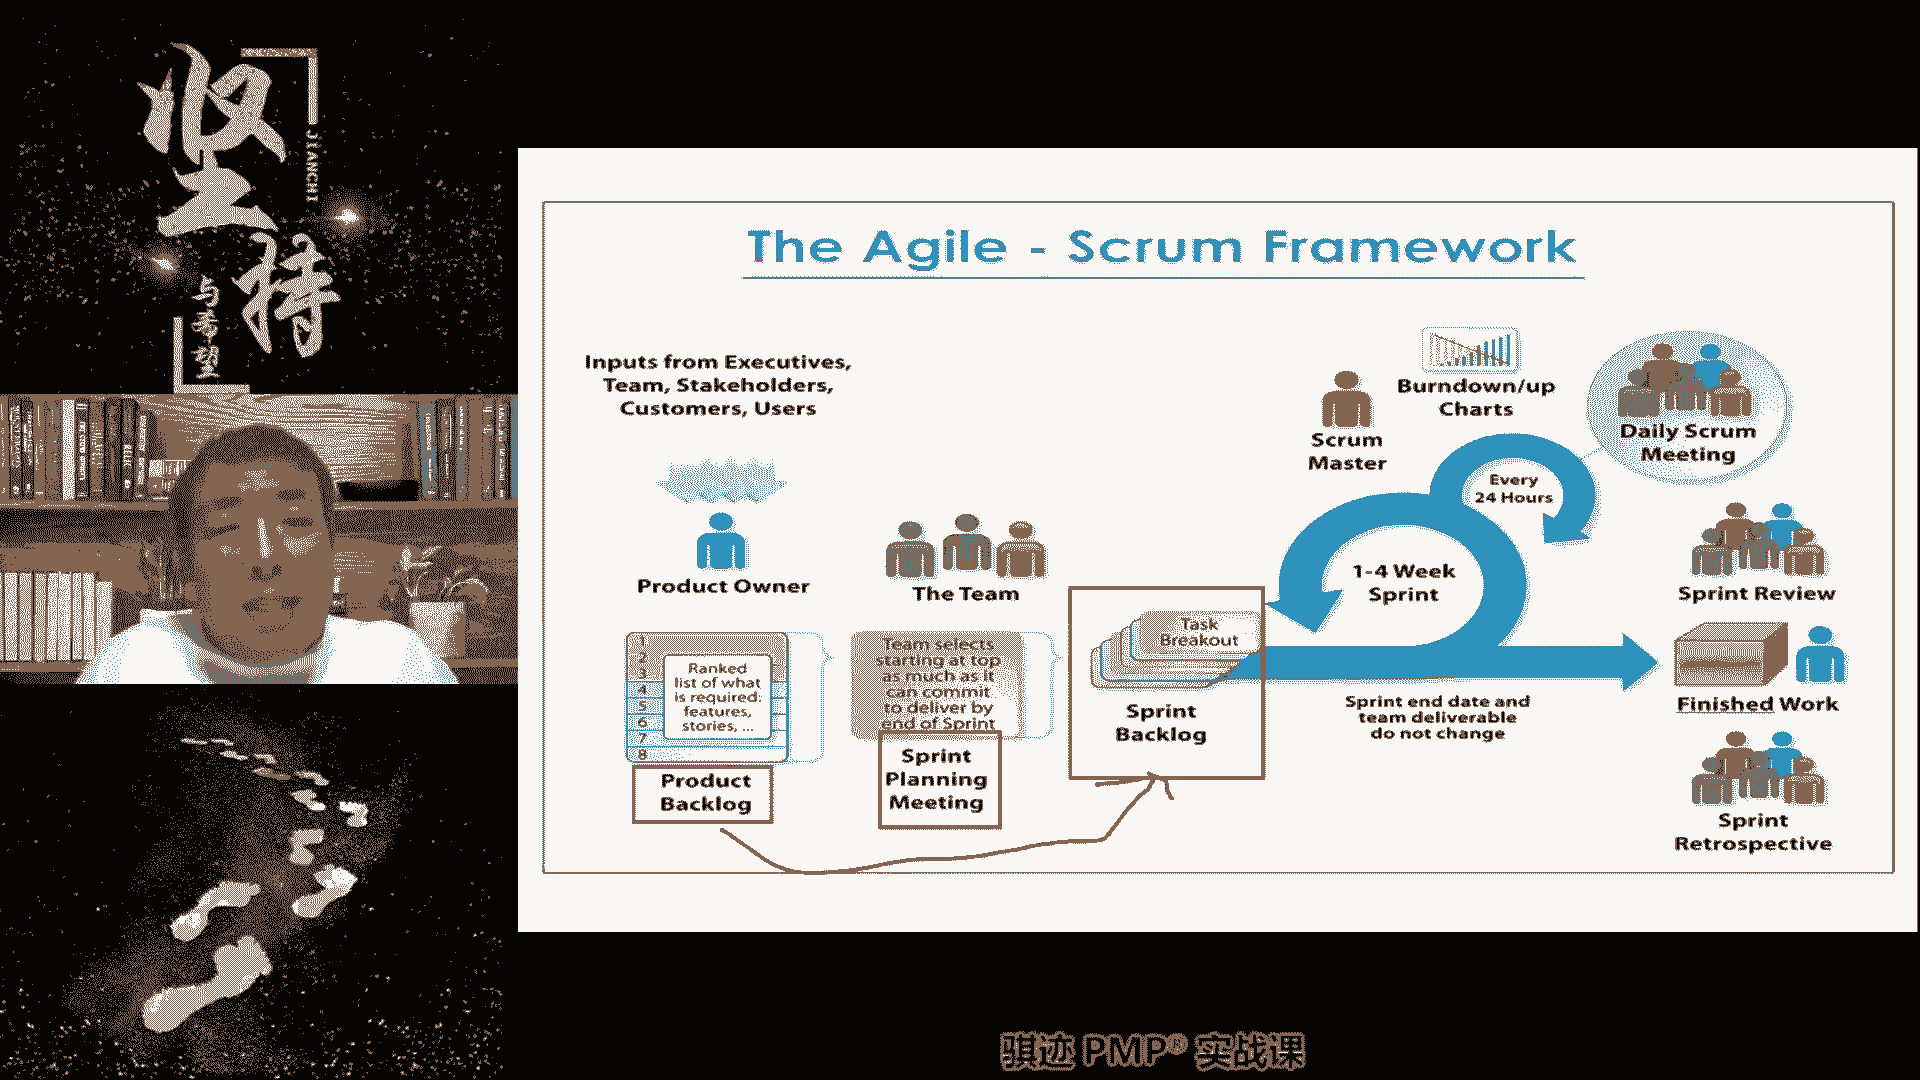 坚持
JIANCHI
与希望
The Agile - Scrum Framework
Inputs from Executives,
Team, Stakeholders,
Customers, Users
Product Owner
The Team
1
2
3
4
5
6
7
8
Ranked
list of what
is required:
features,
stories, ...
Product
Backlog
Team selects
starting at top
as much as it
can commit
to deliver by
end of Sprint
Sprint
Planning
Meeting
Task
Breakout
Sprint
Backlog
Scrum
Master
Burndown/up
Charts
Daily Scrum
Meeting
Every
24 Hours
1-4 Week
Sprint
Sprint end date and
team deliverable
do not change
Sprint Review
Finished Work
Sprint
Retrospective
骐迹 PMP® 实战课